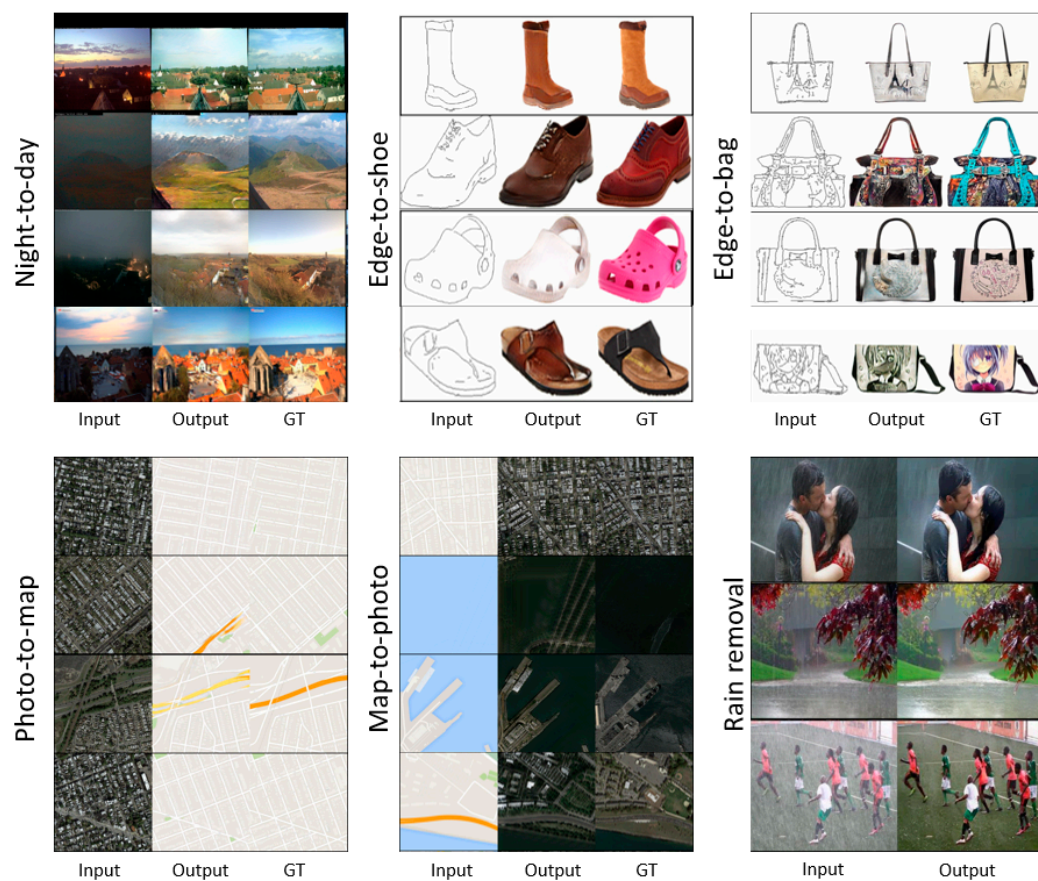 Night-to-day
Input Output GT
Edge-to-shoe
Input Output GT
Edge-to-bag
Input Output GT
Photo-to-map
Input Output GT
Map-to-photo
Input Output GT
Rain removal
Input Output